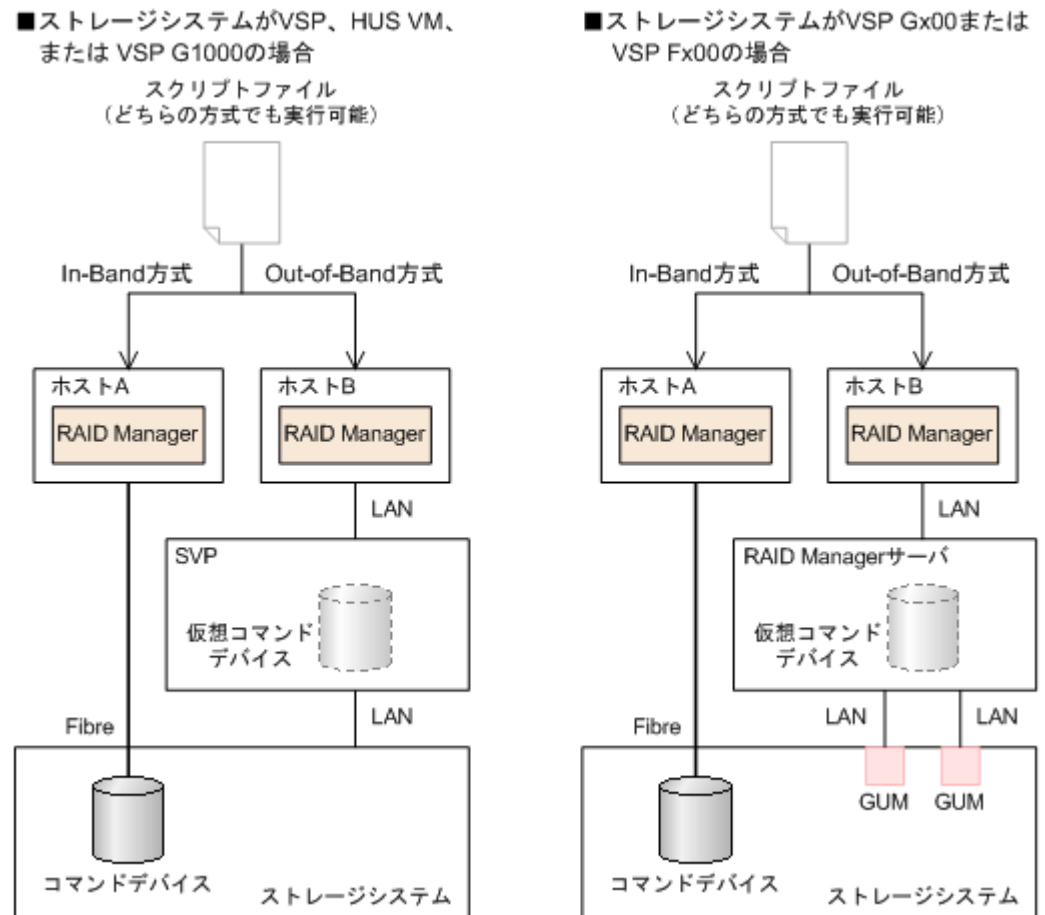 ■ストレージシステムがVSP、HUS VM、
または VSP G1000の場合
スクリプトファイル
（どちらの方式でも実行可能）
In-Band方式
Out-of-Band方式
ホストA
RAID Manager
ホストB
RAID Manager
LAN
SVP
仮想コマンド
デバイス
LAN
Fibre
コマンドデバイス
ストレージシステム
■ストレージシステムがVSP Gx00または
VSP Fx00の場合
スクリプトファイル
（どちらの方式でも実行可能）
In-Band方式
Out-of-Band方式
ホストA
RAID Manager
ホストB
RAID Manager
LAN
RAID Managerサーバ
仮想コマンド
デバイス
LAN
LAN
Fibre
GUM
GUM
コマンドデバイス
ストレージシステム